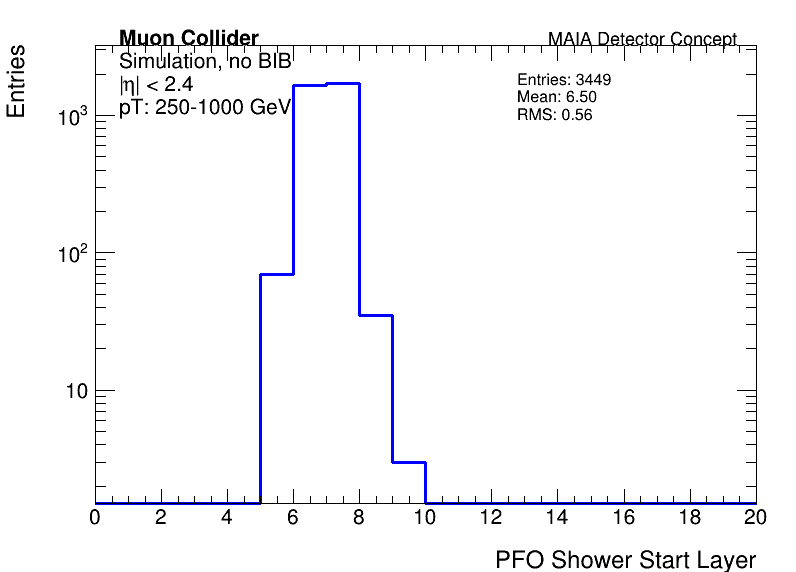 Muon Collider
MAIA Detector Concept
Simulation, no BIB
|η| < 2.4
pT: 250-1000 GeV
Entries: 3449
Mean: 6.50
RMS: 0.56
Entries
10³
10²
10
0 2 4 6 8 10 12 14 16 18 20
PFO Shower Start Layer